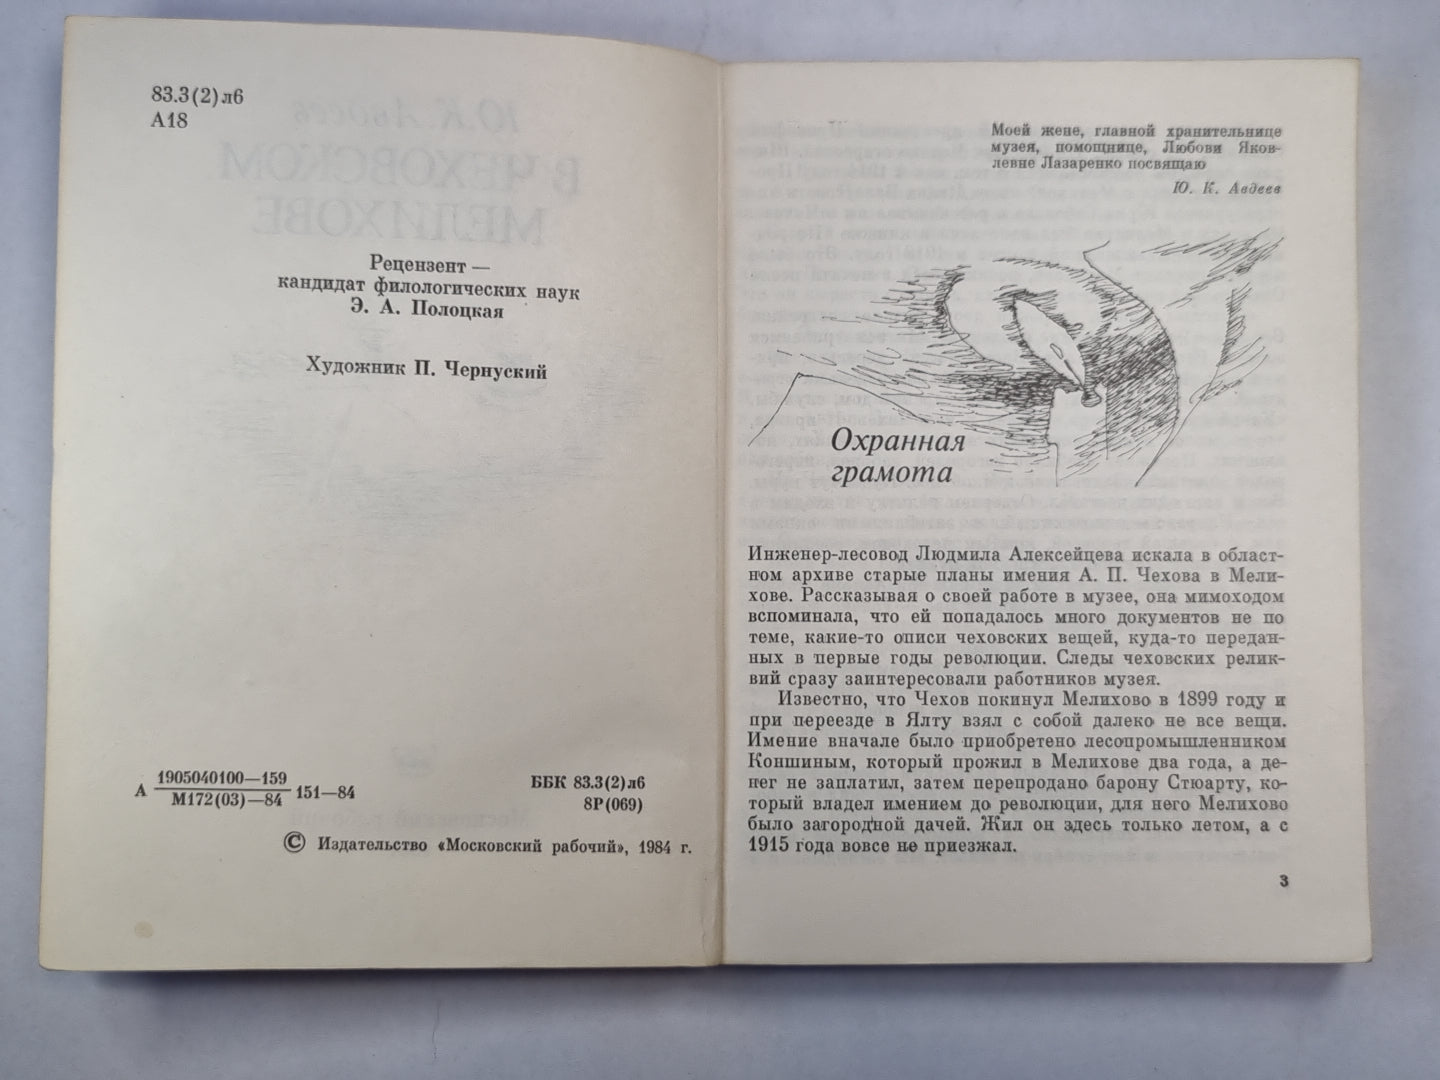 83.3(2)л6
А18
Ю. К. Авдеев
В ЧЕХОВСКОМ
МЕЛИХОВЕ
Рецензент —
кандидат филологических наук
Э. А. Полоцкая
Художник П. Чернуский
А 1905040100—159 / М172(03)—84 151—84
ББК 83.3(2)л6
8Р(069)
© Издательство «Московский рабочий», 1984 г.
Моей жене, главной хранительнице
музея, помощнице, Любови Яков-
левне Лазаренко посвящаю
Ю. К. Авдеев
Охранная
грамота
Инженер-лесовод Людмила Алексейцева искала в област-
ном архиве старые планы имения А. П. Чехова в Мели-
хове. Рассказывая о своей работе в музее, она мимоходом
вспоминала, что ей попадалось много документов не по
теме, какие-то описи чеховских вещей, куда-то передан-
ных в первые годы революции. Следы чеховских релик-
вий сразу заинтересовали работников музея.
Известно, что Чехов покинул Мелихово в 1899 году и
при переезде в Ялту взял с собой далеко не все вещи.
Имение вначале было приобретено лесопромышленником
Коншиным, который прожил в Мелихове два года, а де-
нег не заплатил, затем перепродано барону Стюарту, ко-
торый владел имением до революции, для него Мелихово
было загородной дачей. Жил он здесь только летом, а с
1915 года вовсе не приезжал.
3